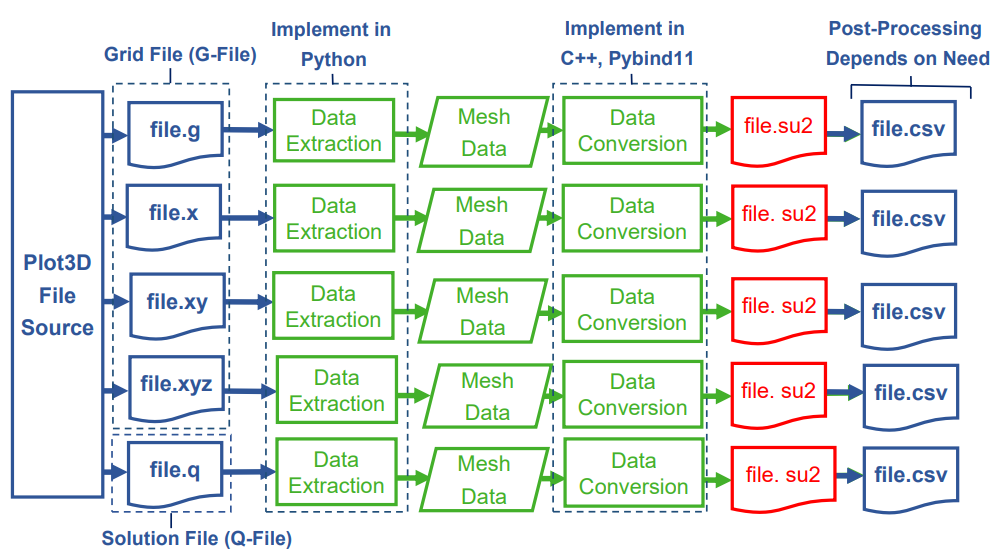 Implement in
Python
Implement in
C++, Pybind11
Post-Processing
Depends on Need
Grid File (G-File)
Plot3D
File
Source
file.g
Data
Extraction
Mesh
Data
Data
Conversion
file.su2
file.csv
file.x
Data
Extraction
Mesh
Data
Data
Conversion
file. su2
file.csv
file.xy
Data
Extraction
Mesh
Data
Data
Conversion
file. su2
file.csv
file.xyz
Data
Extraction
Mesh
Data
Data
Conversion
file. su2
file.csv
file.q
Data
Extraction
Mesh
Data
Data
Conversion
file. su2
file.csv
Solution File (Q-File)